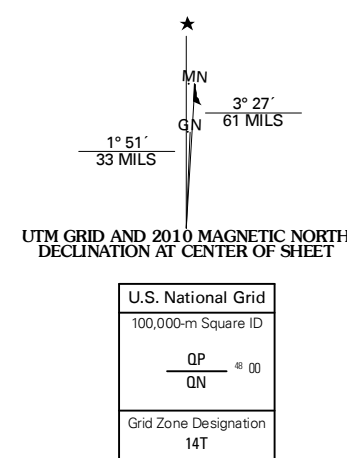 ★
MN
3° 27´
61 MILS
GN
1° 51´
33 MILS
UTM GRID AND 2010 MAGNETIC NORTH
DECLINATION AT CENTER OF SHEET
U.S. National Grid
100,000-m Square ID
QP
48 00
QN
Grid Zone Designation
14T